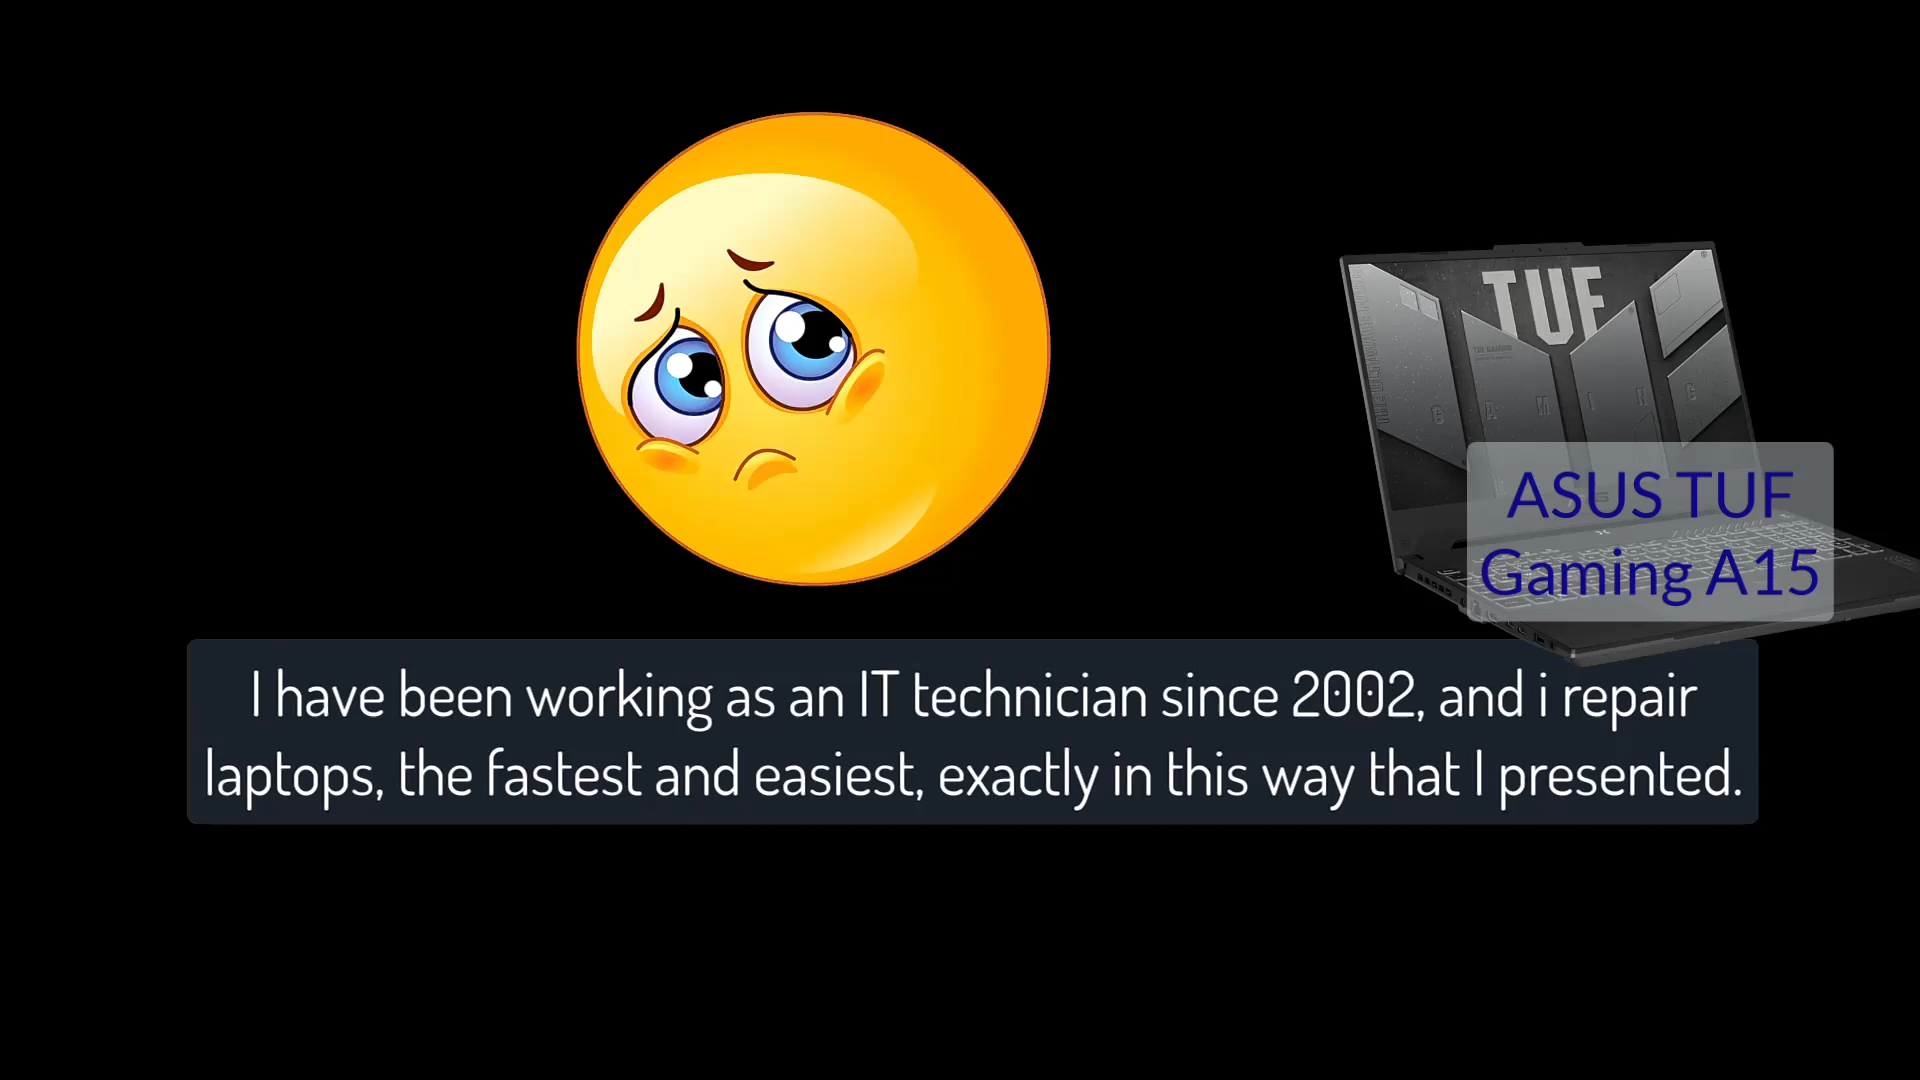 TUF
G A M I N G
ASUS TUF
Gaming A15
I have been working as an IT technician since 2002, and i repair
laptops, the fastest and easiest, exactly in this way that I presented.